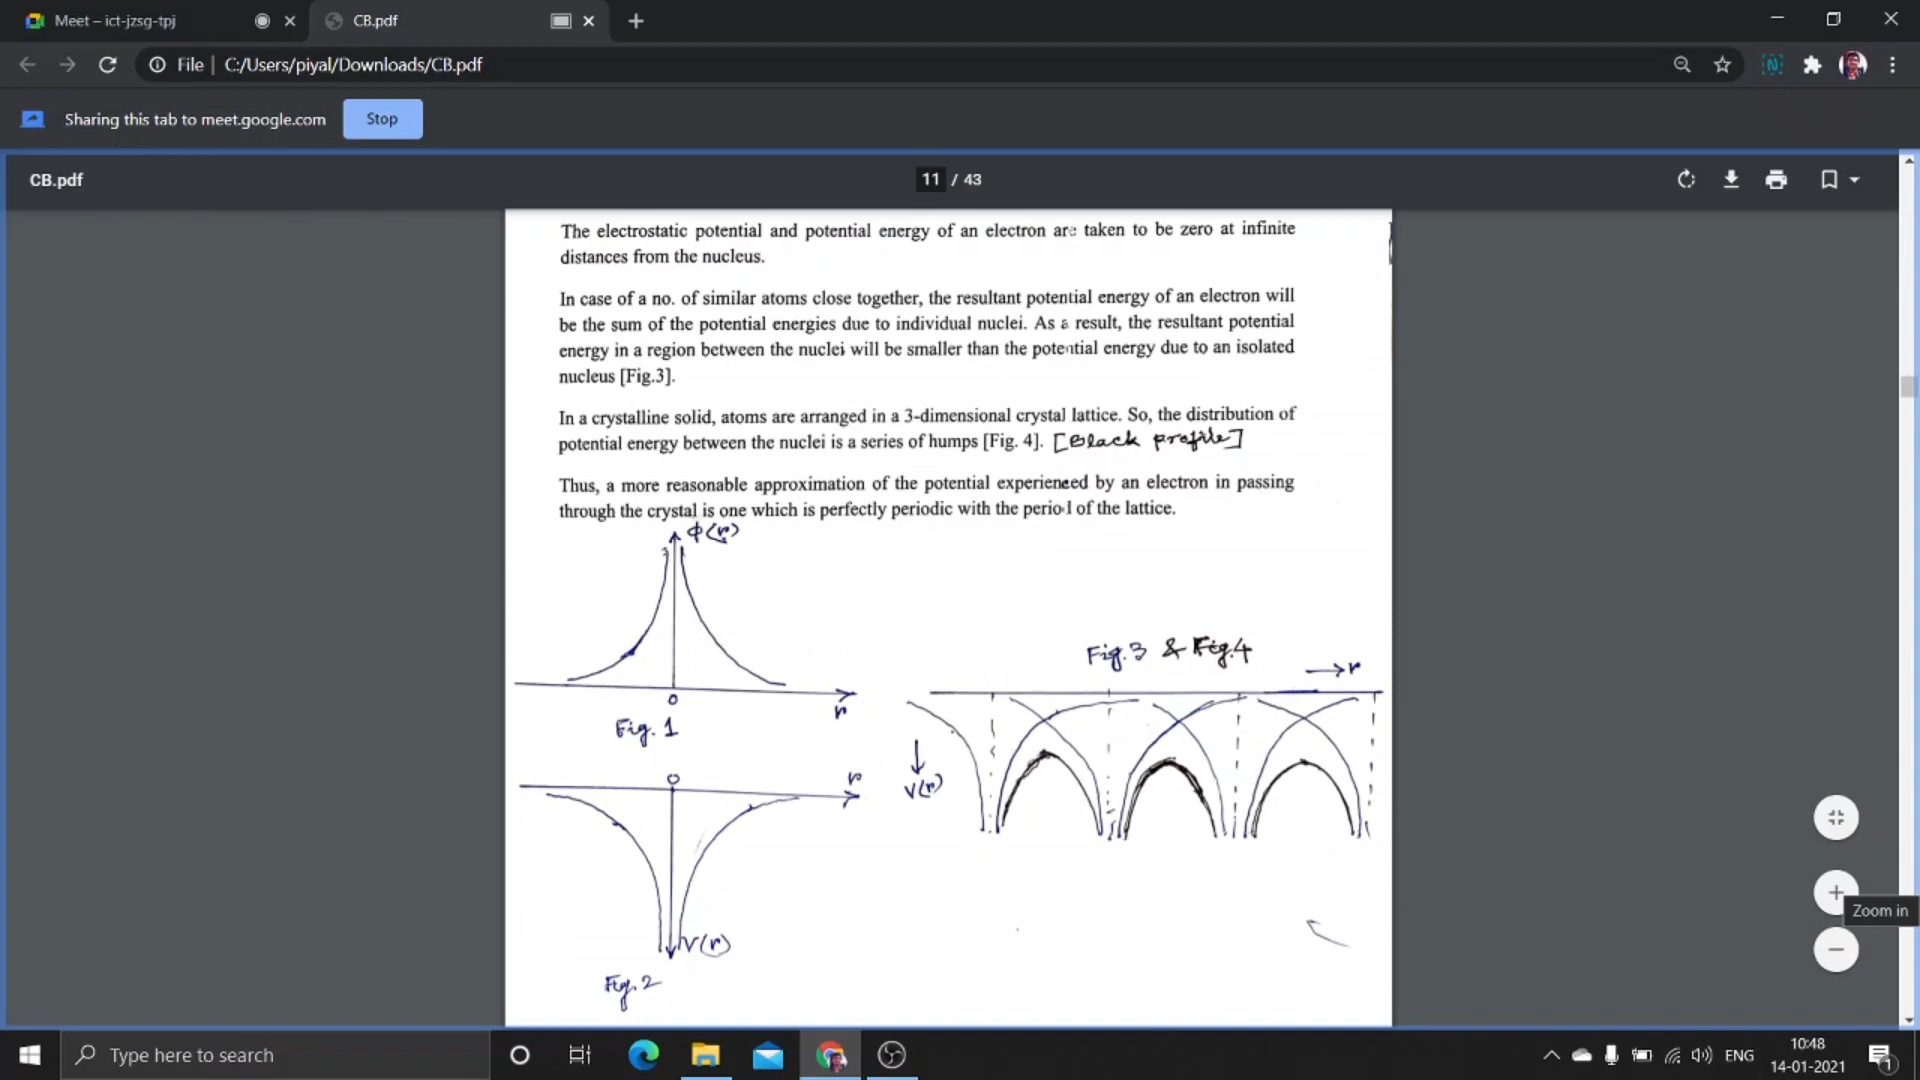 Meet – ict-jzsg-tpj
CB.pdf
File | C:/Users/piyal/Downloads/CB.pdf
Sharing this tab to meet.google.com
Stop
CB.pdf
11 / 43
The electrostatic potential and potential energy of an electron are taken to be zero at infinite
distances from the nucleus.
In case of a no. of similar atoms close together, the resultant potential energy of an electron will
be the sum of the potential energies due to individual nuclei. As a result, the resultant potential
energy in a region between the nuclei will be smaller than the potential energy due to an isolated
nucleus [Fig.3].
In a crystalline solid, atoms are arranged in a 3-dimensional crystal lattice. So, the distribution of
potential energy between the nuclei is a series of humps [Fig. 4]. [Black profile]
Thus, a more reasonable approximation of the potential experienced by an electron in passing
through the crystal is one which is perfectly periodic with the period of the lattice.
ϕ(r)
0
r
Fig. 1
0
r
V(r)
Fig. 2
Fig. 3 & Fig. 4
→r
V(r)
Zoom in
Type here to search
ENG
10:48
14-01-2021
1